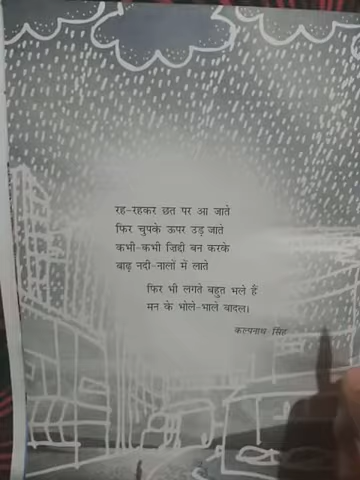 रह-रहकर छत पर आ जाते
फिर चुपके ऊपर उड़ जाते
कभी-कभी ज़िद्दी बन करके
बाढ़ नदी-नालों में लाते
फिर भी लगते बहुत भले हैं
मन के भोले-भाले बादल।
कल्पनाथ सिंह